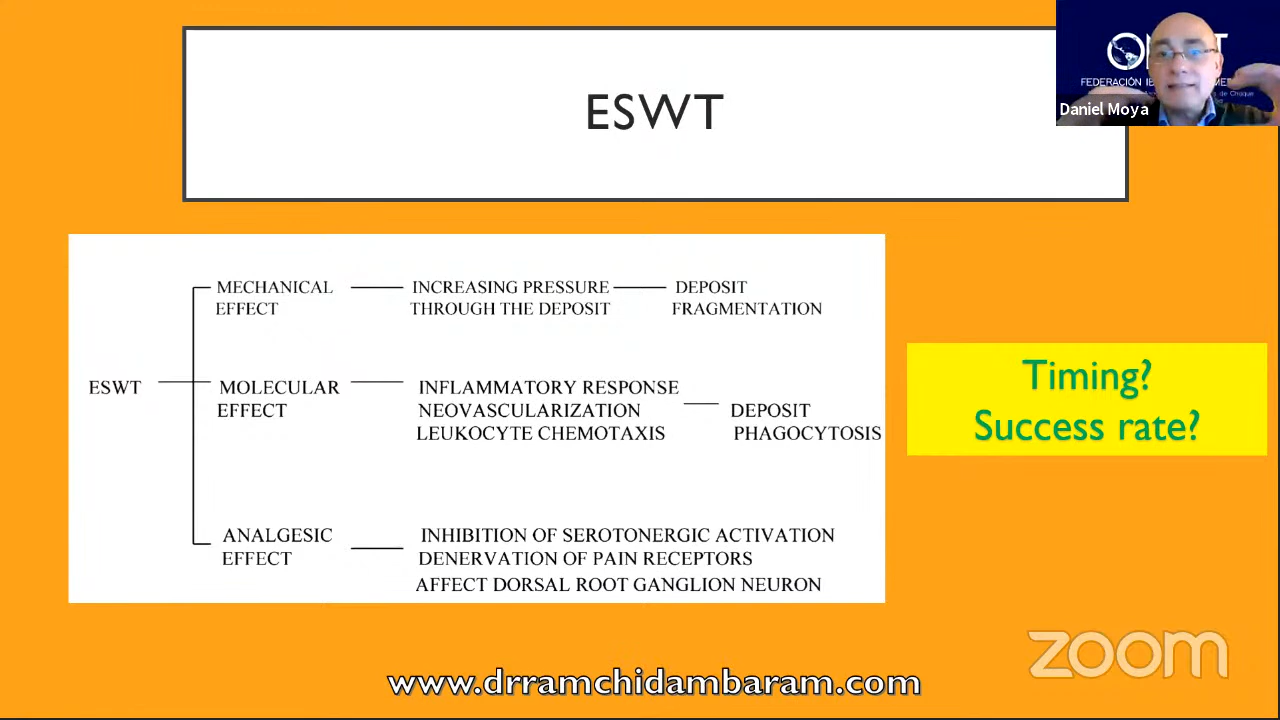 ESWT
FEDERACIÓN
de Choque
Daniel Moya
MECHANICAL
EFFECT
INCREASING PRESSURE
THROUGH THE DEPOSIT
DEPOSIT
FRAGMENTATION
ESWT
MOLECULAR
EFFECT
INFLAMMATORY RESPONSE
NEOVASCULARIZATION
LEUKOCYTE CHEMOTAXIS
DEPOSIT
PHAGOCYTOSIS
ANALGESIC
EFFECT
INHIBITION OF SEROTONERGIC ACTIVATION
DENERVATION OF PAIN RECEPTORS
AFFECT DORSAL ROOT GANGLION NEURON
Timing?
Success rate?
zoom
www.drramchidambaram.com